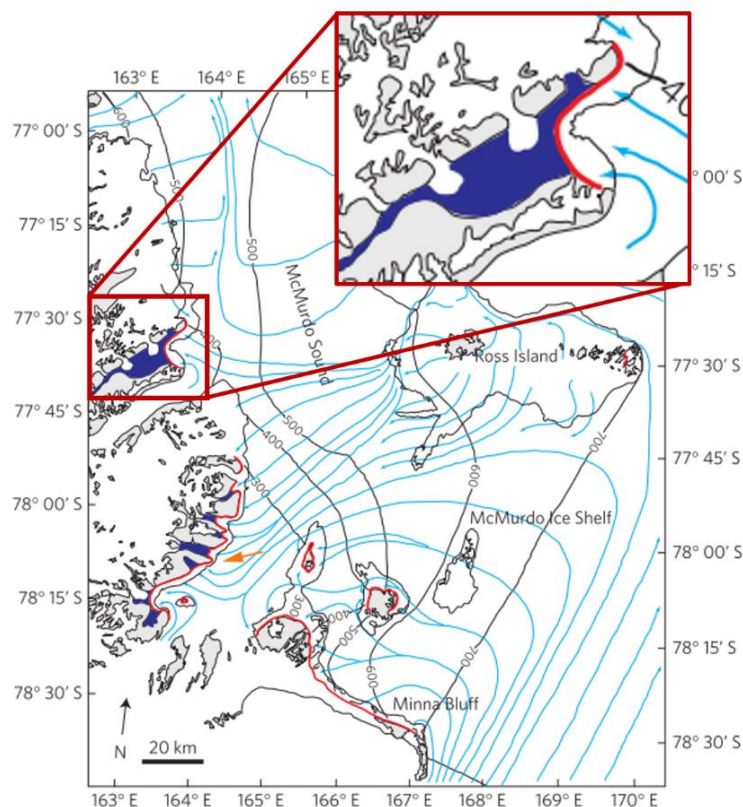 163° E 164° E 165° E
77° 00' S
77° 15' S
77° 30' S
77° 45' S
78° 00' S
78° 15' S
78° 30' S
40
° 00' S
° 15' S
77° 30' S
77° 45' S
78° 00' S
78° 15' S
78° 30' S
600
500
500
McMurdo Sound
Ross Island
500
400
300
600
700
McMurdo Ice Shelf
300
400
500
600
700
Minna Bluff
N
20 km
163° E 164° E 165° E 166° E 167° E 168° E 169° E 170° E